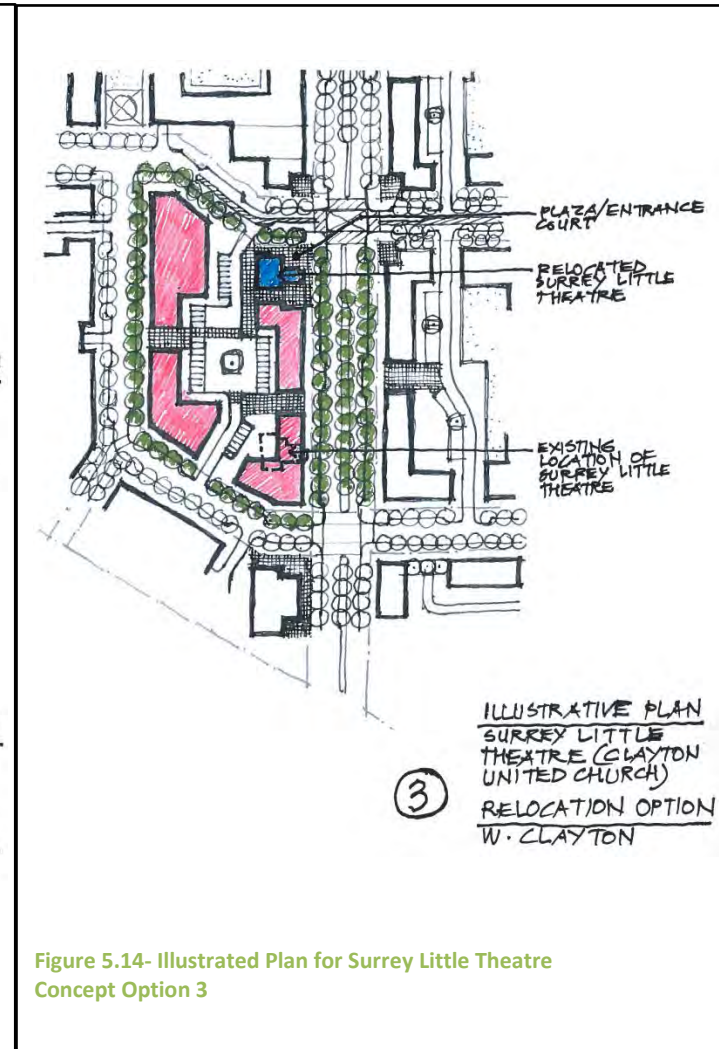 PLAZA/ENTRANCE
COURT
RELOCATED
SURREY LITTLE
THEATRE
EXISTING
LOCATION OF
SURREY LITTLE
THEATRE
ILLUSTRATIVE PLAN
SURREY LITTLE
THEATRE (CLAYTON
UNITED CHURCH)
3
RELOCATION OPTION
W. CLAYTON
Figure 5.14- Illustrated Plan for Surrey Little Theatre
Concept Option 3